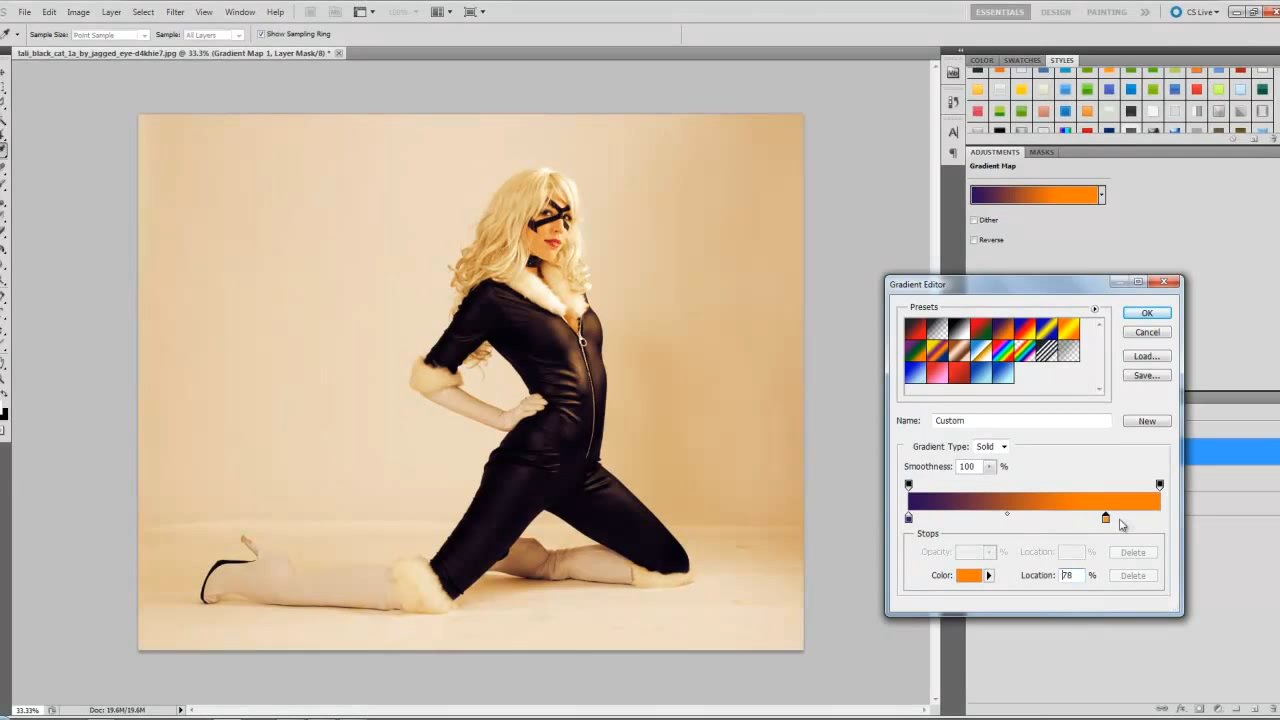 File Edit Image Layer Select Filter View Window Help 100% ESSENTIALS DESIGN PAINTING CS Live
Sample Size: Point Sample Sample: All Layers Show Sampling Ring
tali_black_cat_1a_by_jagged_eye-d4khie7.jpg @ 33.3% (Gradient Map 1, Layer Mask/8) *
COLOR SWATCHES STYLES
ADJUSTMENTS MASKS
Gradient Map
Dither
Reverse
Gradient Editor
Presets
OK
Cancel
Load...
Save...
Name: Custom New
Gradient Type: Solid
Smoothness: 100 %
Stops
Opacity: % Location: % Delete
Color: Location: 78 % Delete
33.33% Doc: 19.6M/19.6M